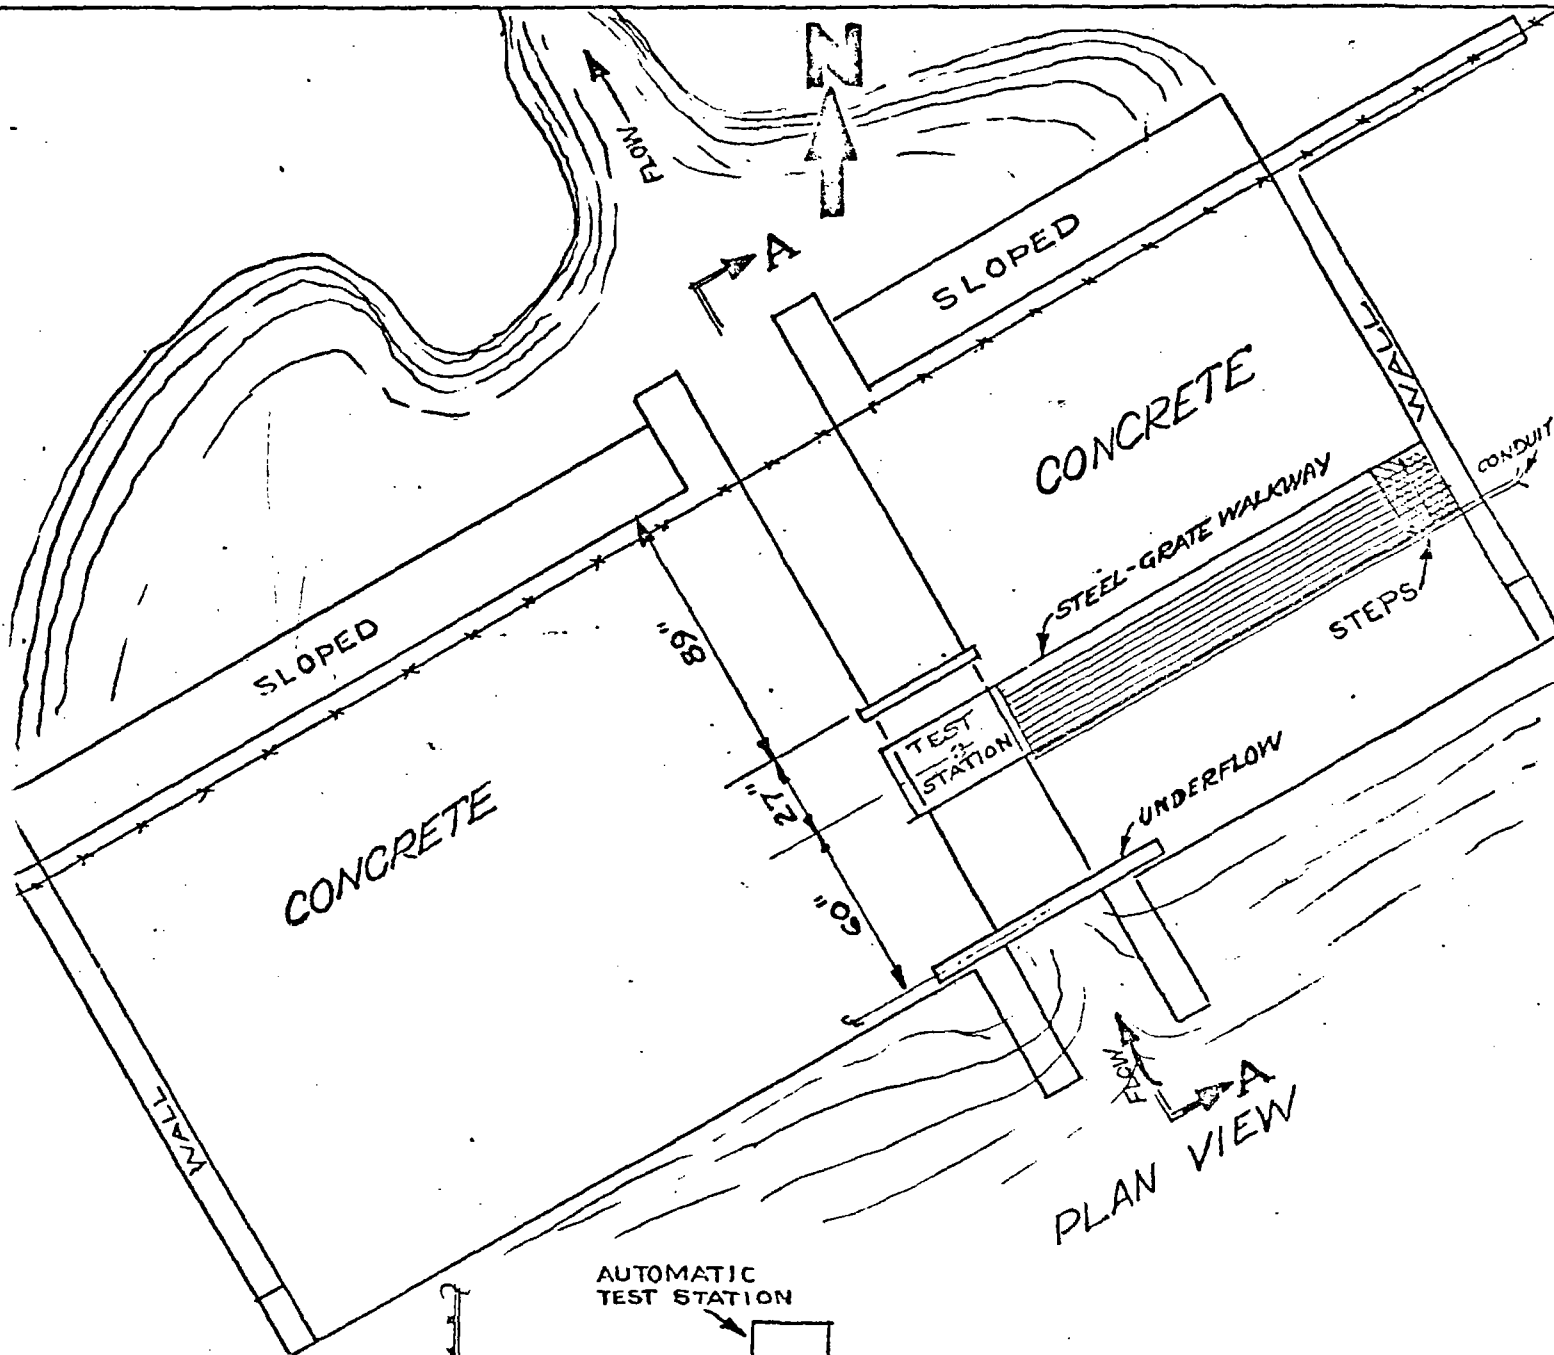 N
FLOW
A
SLOPED
CONCRETE
WALL
CONDUIT
STEEL-GRATE WALKWAY
STEPS
SLOPED
89"
TEST
STATION
27"
UNDERFLOW
60"
CONCRETE
WALL
FLOW
A
PLAN VIEW
AUTOMATIC
TEST STATION